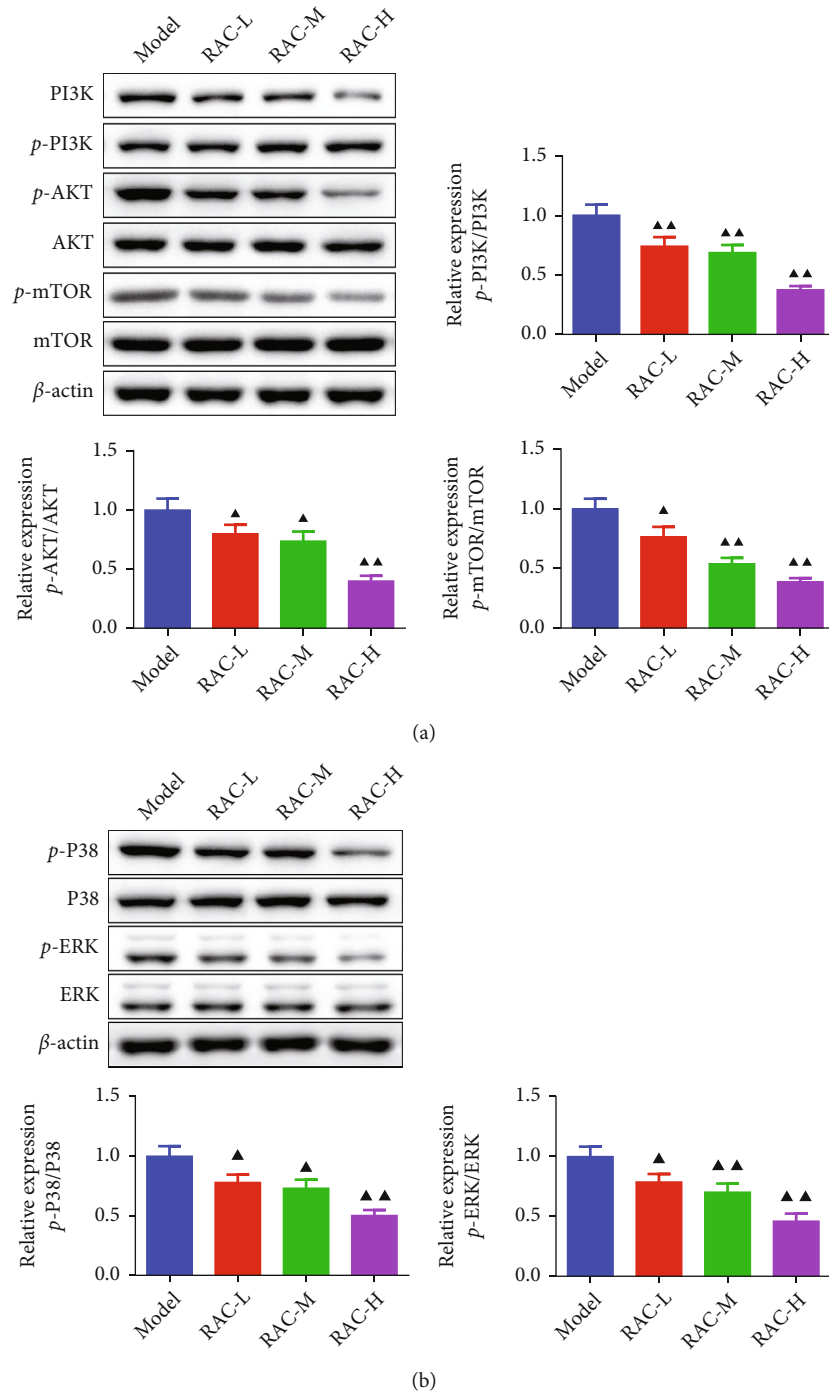 Model RAC-L RAC-M RAC-H
PI3K
p-PI3K
p-AKT
AKT
p-mTOR
mTOR
β-actin
Relative expression
p-PI3K/PI3K
1.5
1.0
0.5
0.0
Model RAC-L RAC-M RAC-H
Relative expression
p-AKT/AKT
1.5
1.0
0.5
0.0
Model RAC-L RAC-M RAC-H
Relative expression
p-mTOR/mTOR
1.5
1.0
0.5
0.0
Model RAC-L RAC-M RAC-H
(a)
Model RAC-L RAC-M RAC-H
p-P38
P38
p-ERK
ERK
β-actin
Relative expression
p-P38/P38
1.5
1.0
0.5
0.0
Model RAC-L RAC-M RAC-H
Relative expression
p-ERK/ERK
1.5
1.0
0.5
0.0
Model RAC-L RAC-M RAC-H
(b)